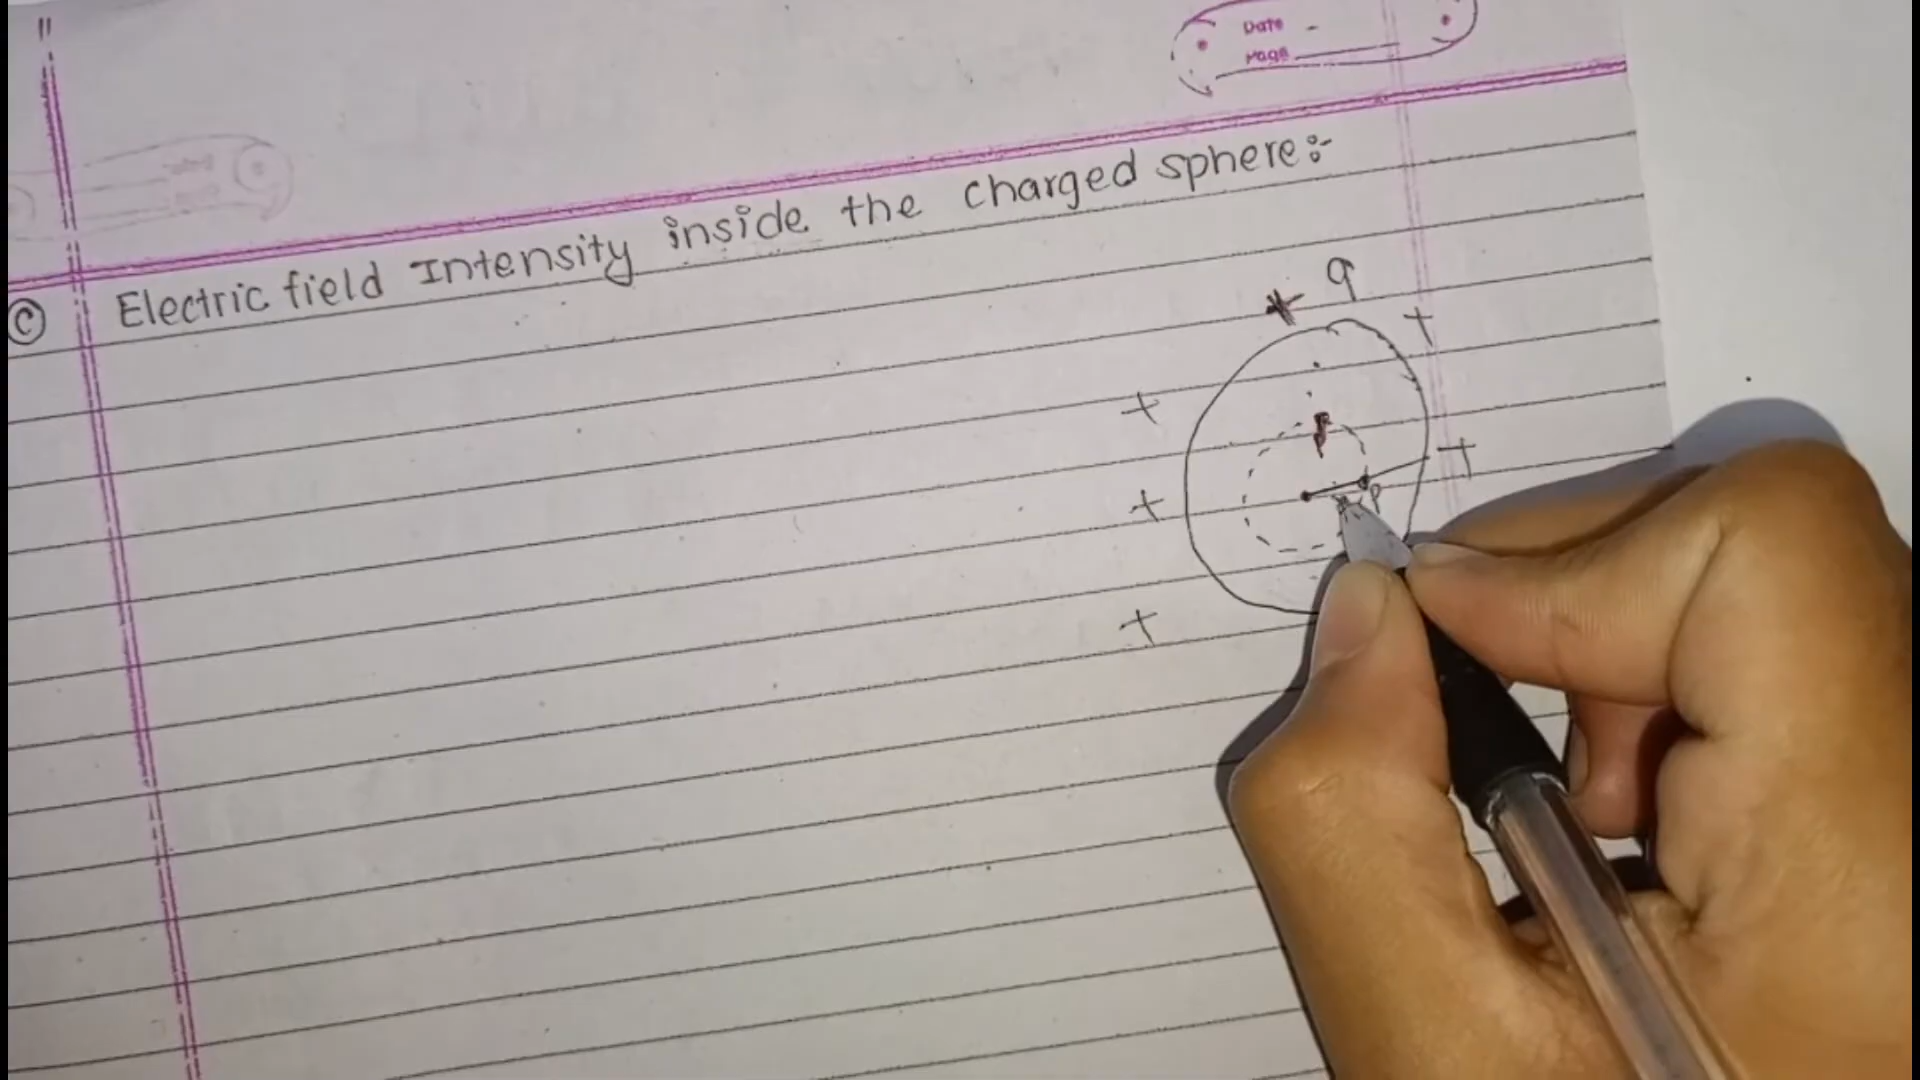 Date
Page
© Electric field Intensity inside the charged sphere:-
q
+
+
+
+
+
P